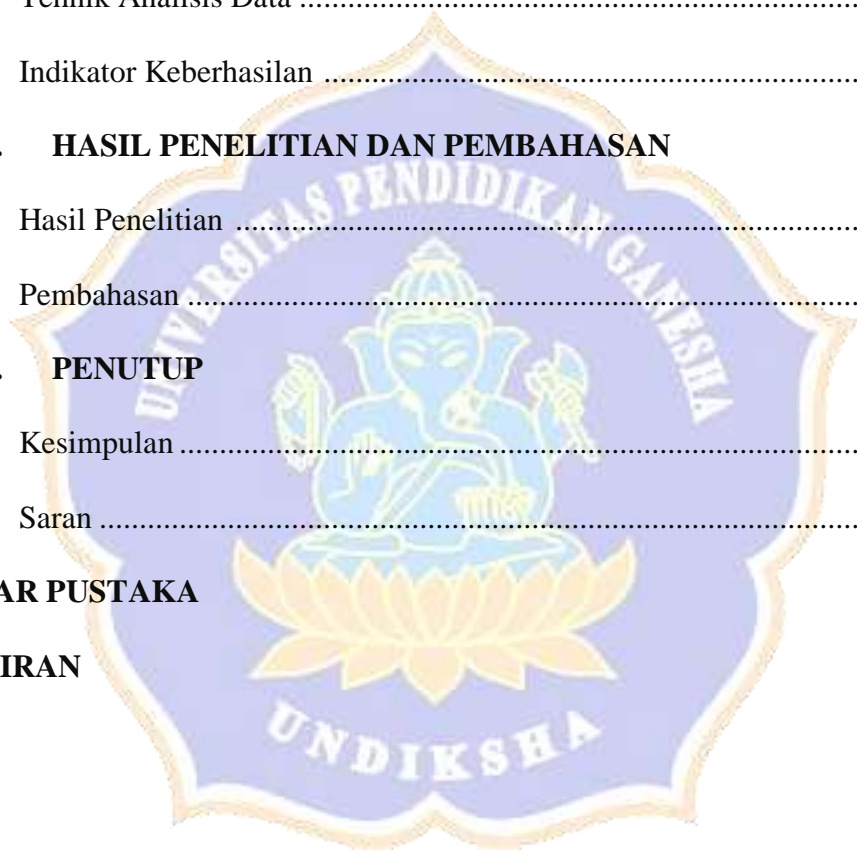 Teknik Analisis Data ........................................................................
Indikator Keberhasilan .....................................................................
. HASIL PENELITIAN DAN PEMBAHASAN
Hasil Penelitian ...............................................................................
Pembahasan ....................................................................................
. PENUTUP
Kesimpulan .....................................................................................
Saran ..............................................................................................
AR PUSTAKA
IRAN
UNIVERSITAS PENDIDIKAN GANESHA
UNDIKSHA